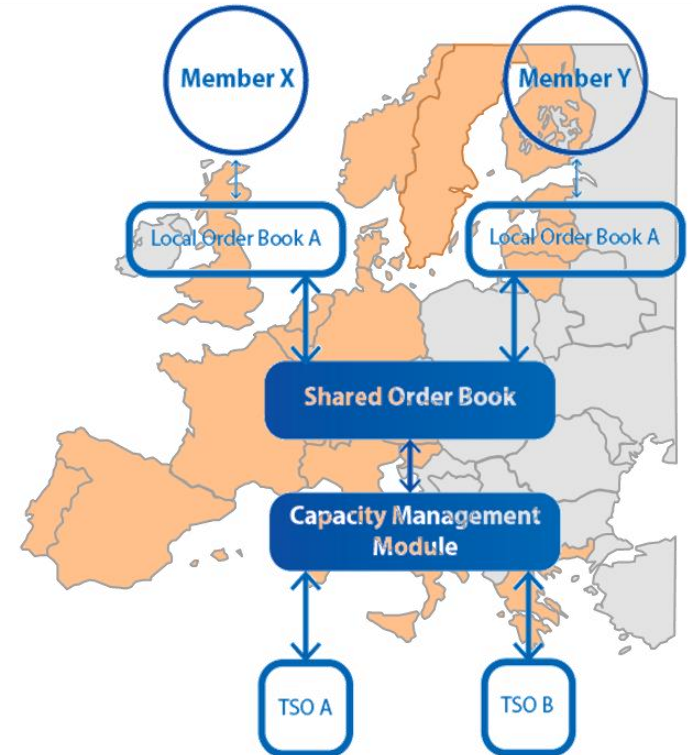 Member X
Member Y
Local Order Book A
Local Order Book A
Shared Order Book
Capacity Management
Module
TSO A
TSO B